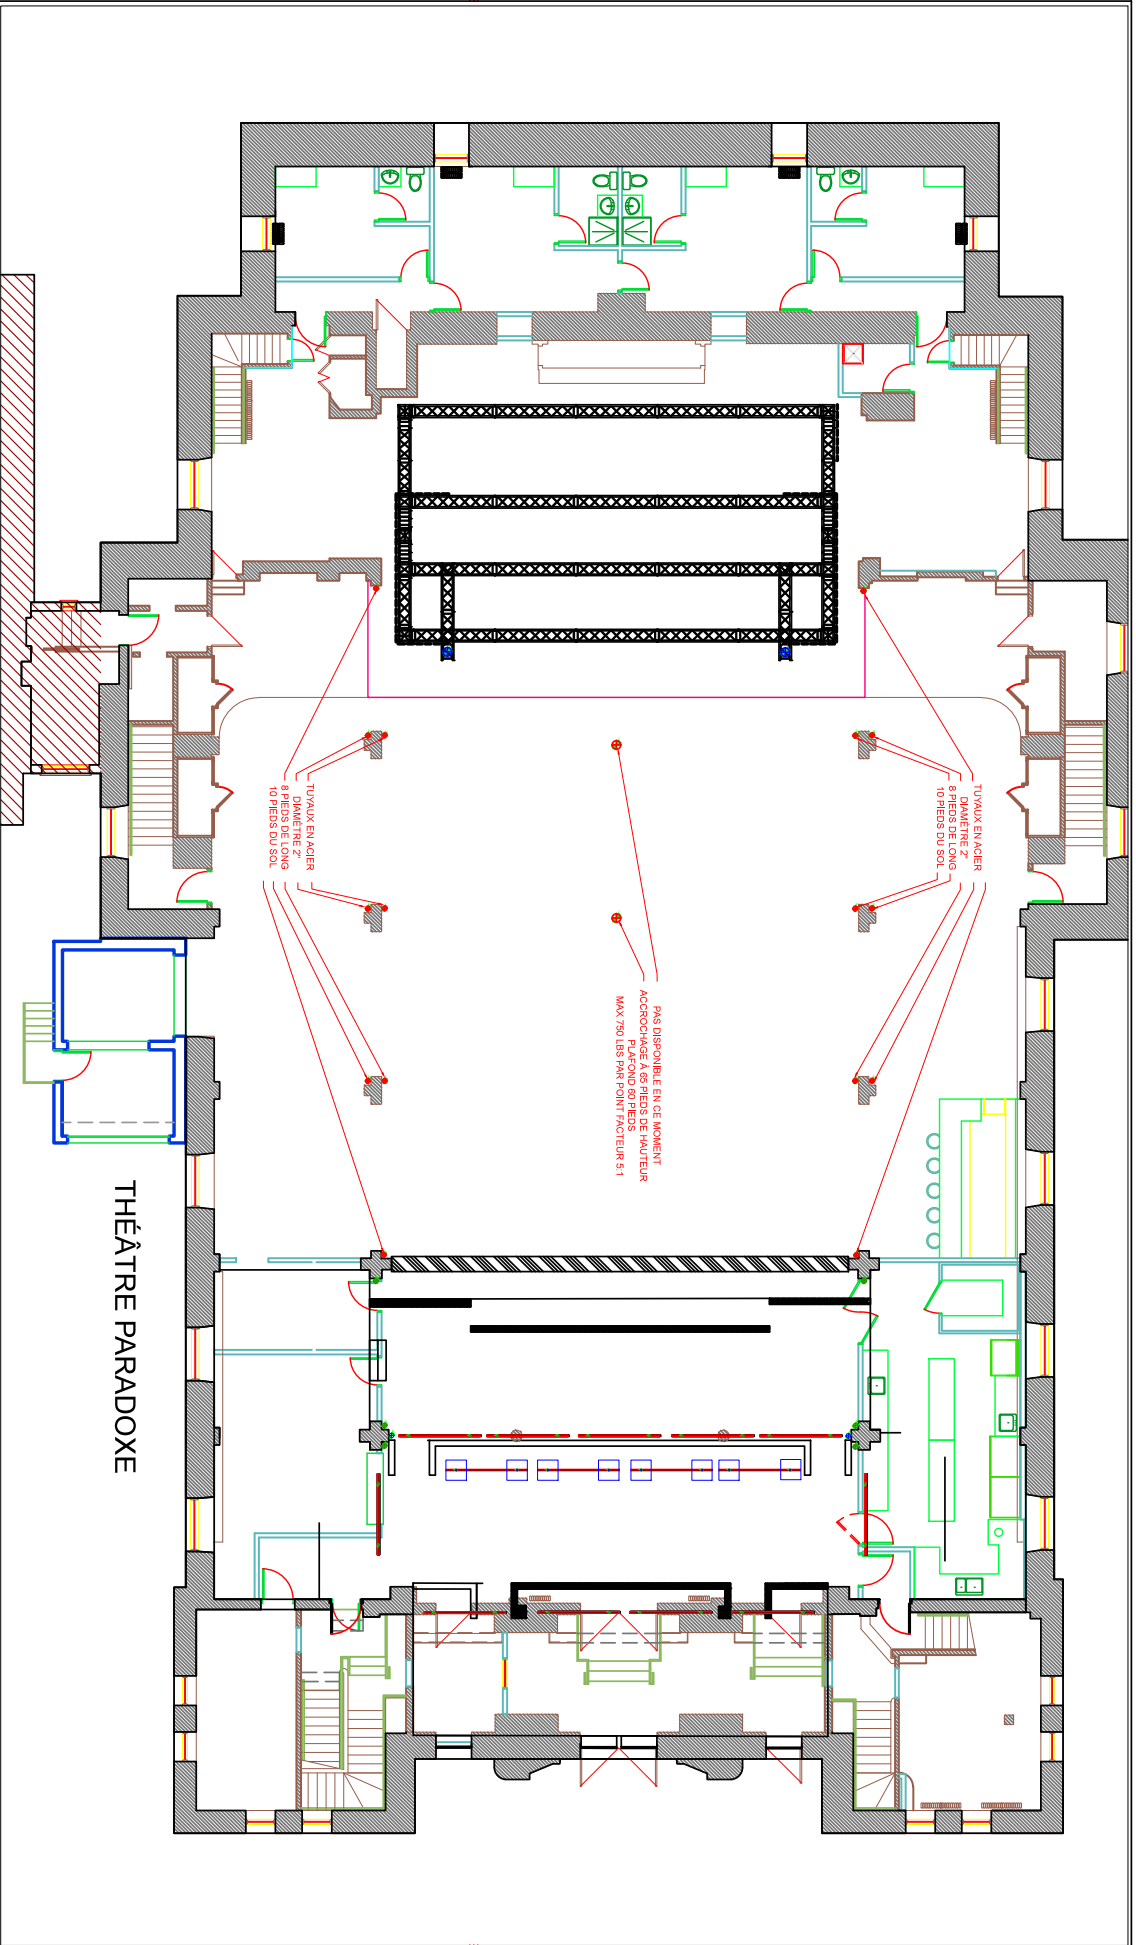 TUYAUX EN ACIER
DIAMÈTRE 2"
8 PIEDS DE LONG
10 PIEDS DU SOL
PAS DISPONIBLE EN CE MOMENT
ACCROCHAGE À 65 PIEDS DE HAUTEUR
PLAFOND 60 PIEDS
MAX 750 LBS PAR POINT FACTEUR 5:1
TUYAUX EN ACIER
DIAMÈTRE 2"
8 PIEDS DE LONG
10 PIEDS DU SOL
THÉÂTRE PARADOXE